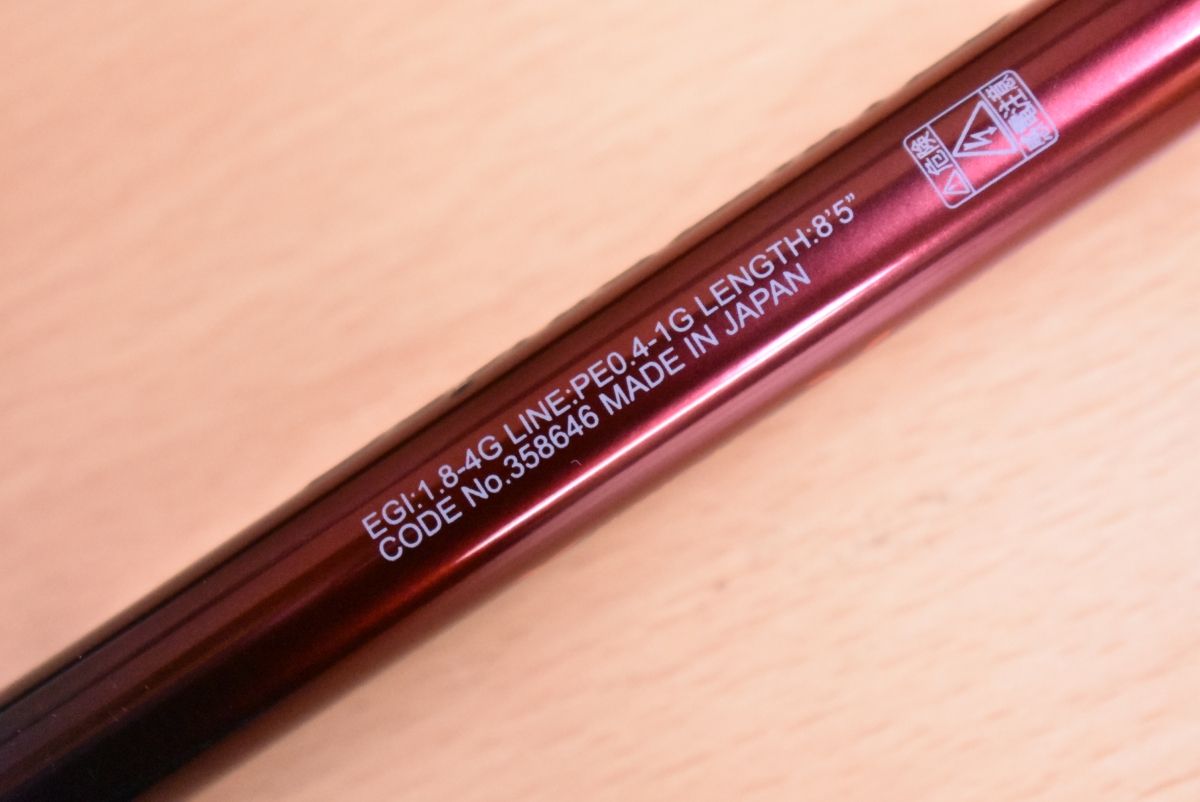 EGI:1.8-4G LINE:PE0.4-1G LENGTH:8'5”
CODE No.358646 MADE IN JAPAN
⚠危険
感電注意